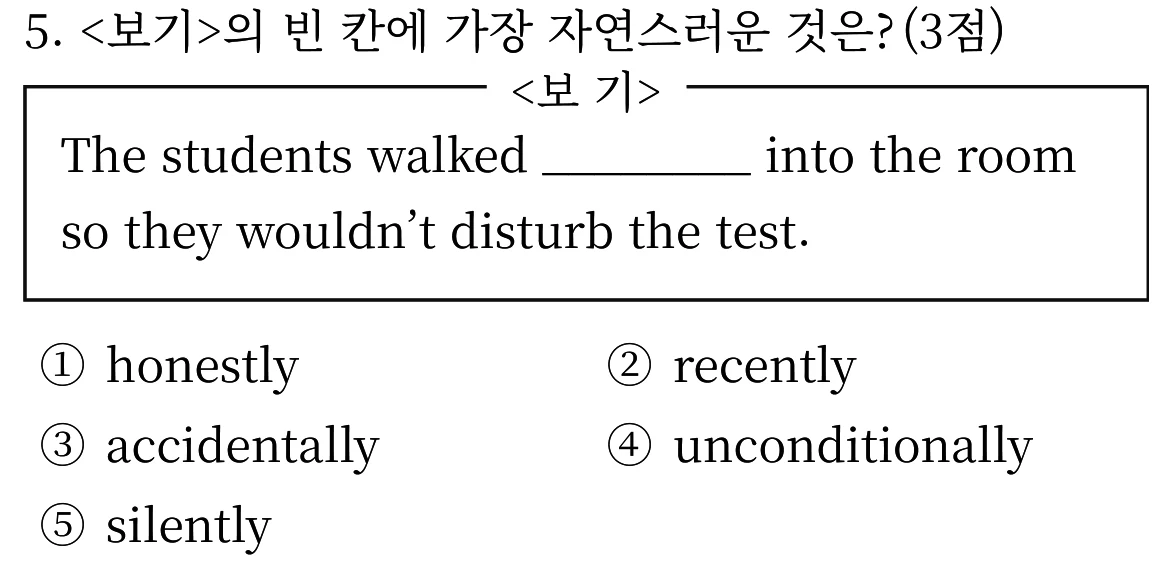 5. <보기>의 빈 칸에 가장 자연스러운 것은?(3점)
<보 기>
The students walked ________ into the room
so they wouldn’t disturb the test.
① honestly ② recently
③ accidentally ④ unconditionally
⑤ silently